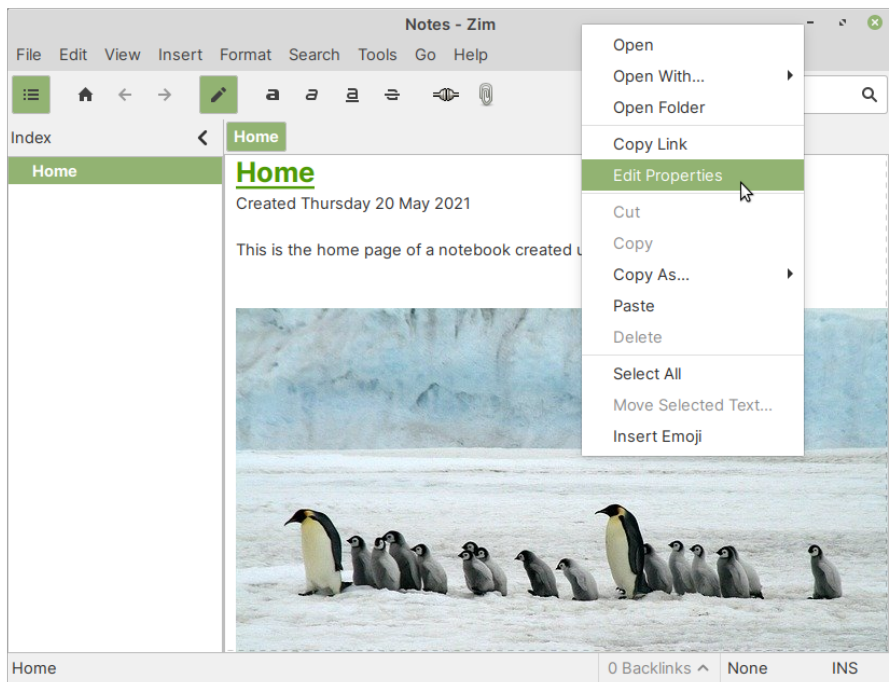 Notes - Zim
File Edit View Insert Format Search Tools Go Help
a a a a
Index
Home
Home
Home
Created Thursday 20 May 2021
This is the home page of a notebook created
Open
Open With...
Open Folder
Copy Link
Edit Properties
Cut
Copy
Copy As...
Paste
Delete
Select All
Move Selected Text...
Insert Emoji
Home 0 Backlinks None INS